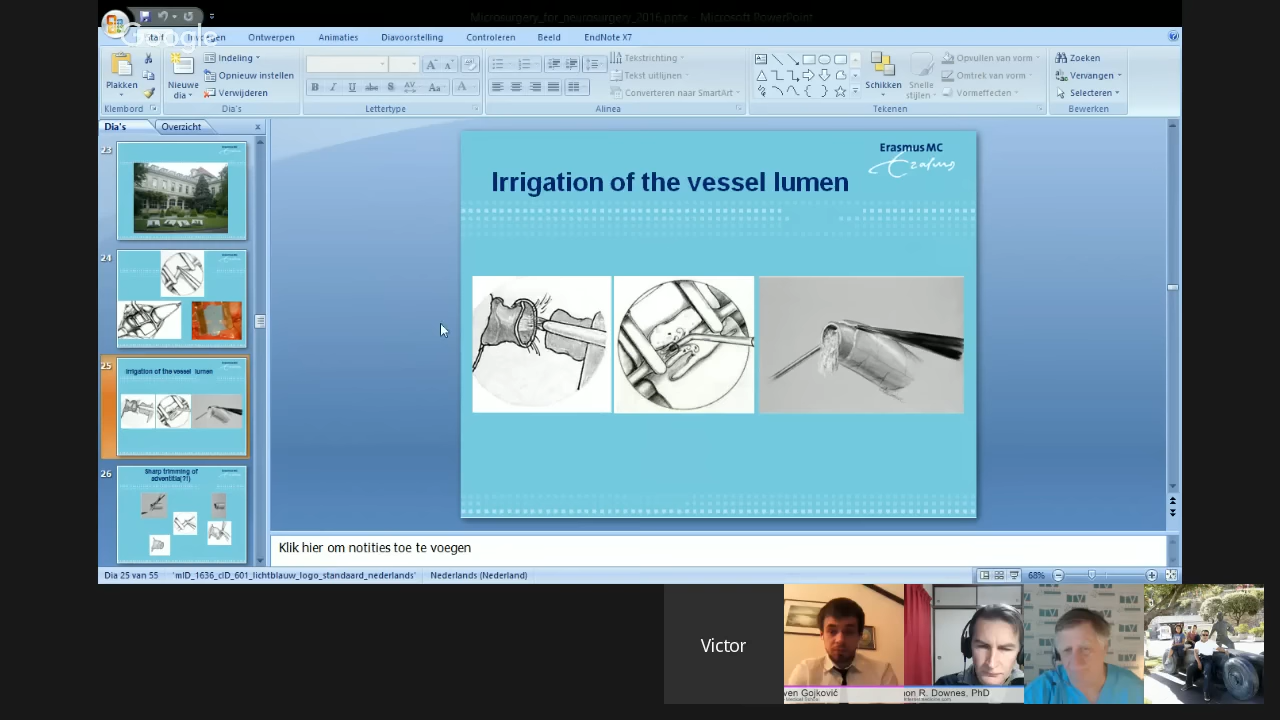 Microsurgery_for_neurosurgery_2016.pptx - Microsoft PowerPoint
Google
Start Invoegen Ontwerpen Animaties Diavoorstelling Controleren Beeld EndNote X7
Plakken
Klembord
Nieuwe dia
Indeling
Opnieuw instellen
Verwijderen
Dia's
Lettertype
Tekstrichting
Tekst uitlijnen
Converteren naar SmartArt
Alinea
Schikken
Snelle stijlen
Opvullen van vorm
Omtrek van vorm
Vormeffecten
Tekenen
Zoeken
Vervangen
Selecteren
Bewerken
Dia's Overzicht x
23
24
25
Irrigation of the vessel lumen
26
Sharp trimming of
adventitia(?!)
Erasmus MC
Erasmus
Irrigation of the vessel lumen
Klik hier om notities toe te voegen
Dia 25 van 55 'mID_1636_cID_601_lichtblauw_logo_standaard_nederlands' Nederlands (Nederland) 68%
Victor
ven Gojković
on R. Downes, PhD